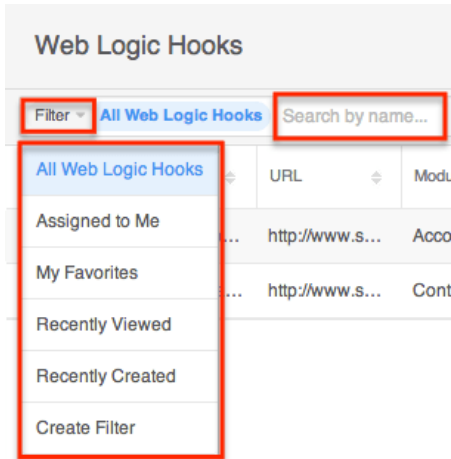 Web Logic Hooks
Filter All Web Logic Hooks Search by name...
All Web Logic Hooks URL
Assigned to Me ... http://www.s... Acco
My Favorites
Recently Viewed s... http://www.s... Cont
Recently Created
Create Filter